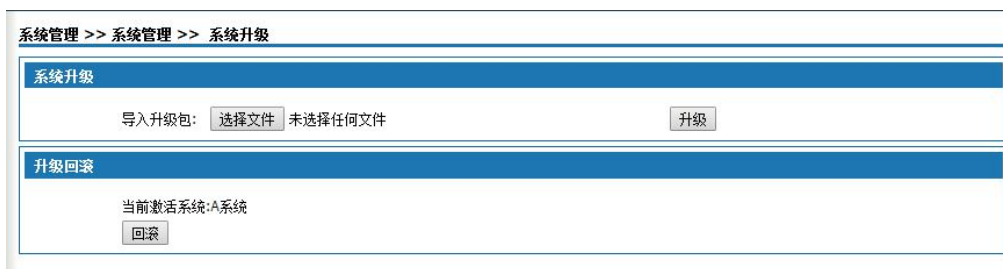 系统管理 >> 系统管理 >> 系统升级
系统升级
导入升级包: 选择文件 未选择任何文件 升级
升级回滚
当前激活系统:A系统
回滚